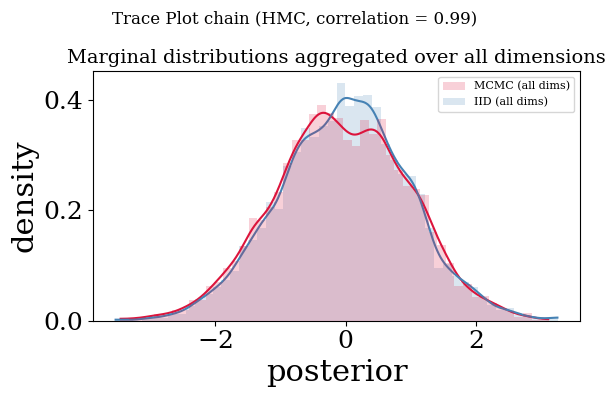 Trace Plot chain (HMC, correlation = 0.99)
Marginal distributions aggregated over all dimensions
MCMC (all dims)
IID (all dims)
density
0.4
0.2
0.0
−2
0
2
posterior